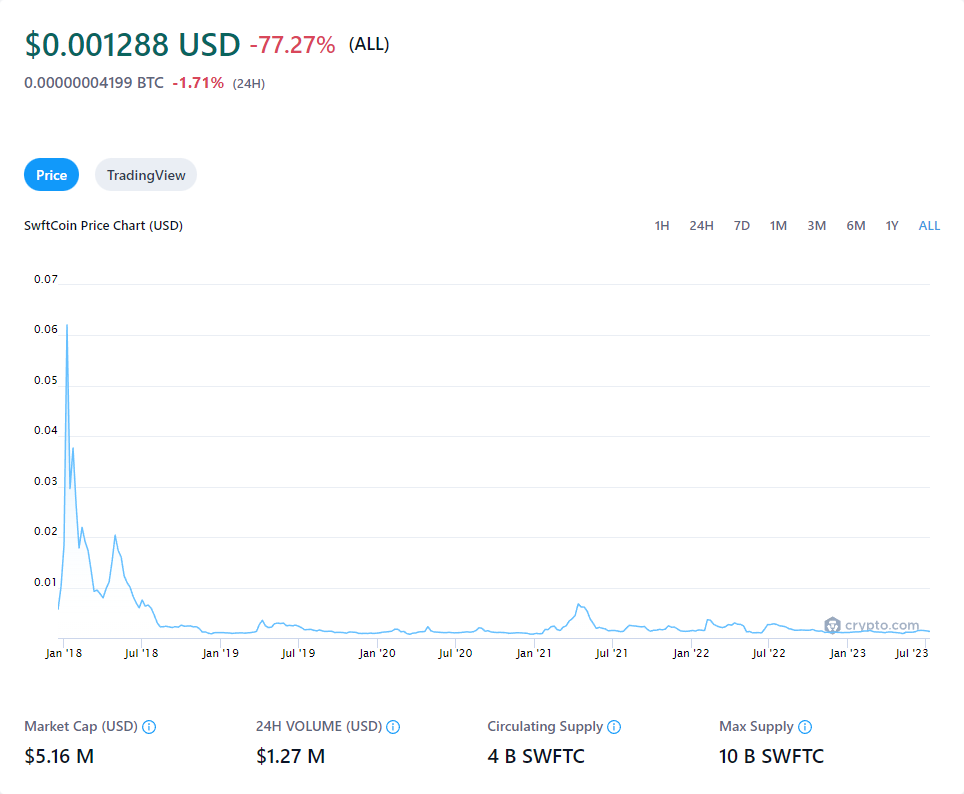 $0.001288 USD -77.27% (ALL)
0.00000004199 BTC -1.71% (24H)
Price TradingView
SwftCoin Price Chart (USD) 1H 24H 7D 1M 3M 6M 1Y ALL
0.07
0.06
0.05
0.04
0.03
0.02
0.01
crypto.com
Jan '18 Jul '18 Jan '19 Jul '19 Jan '20 Jul '20 Jan '21 Jul '21 Jan '22 Jul '22 Jan '23 Jul '23
Market Cap (USD) 24H VOLUME (USD) Circulating Supply Max Supply
$5.16 M $1.27 M 4 B SWFTC 10 B SWFTC